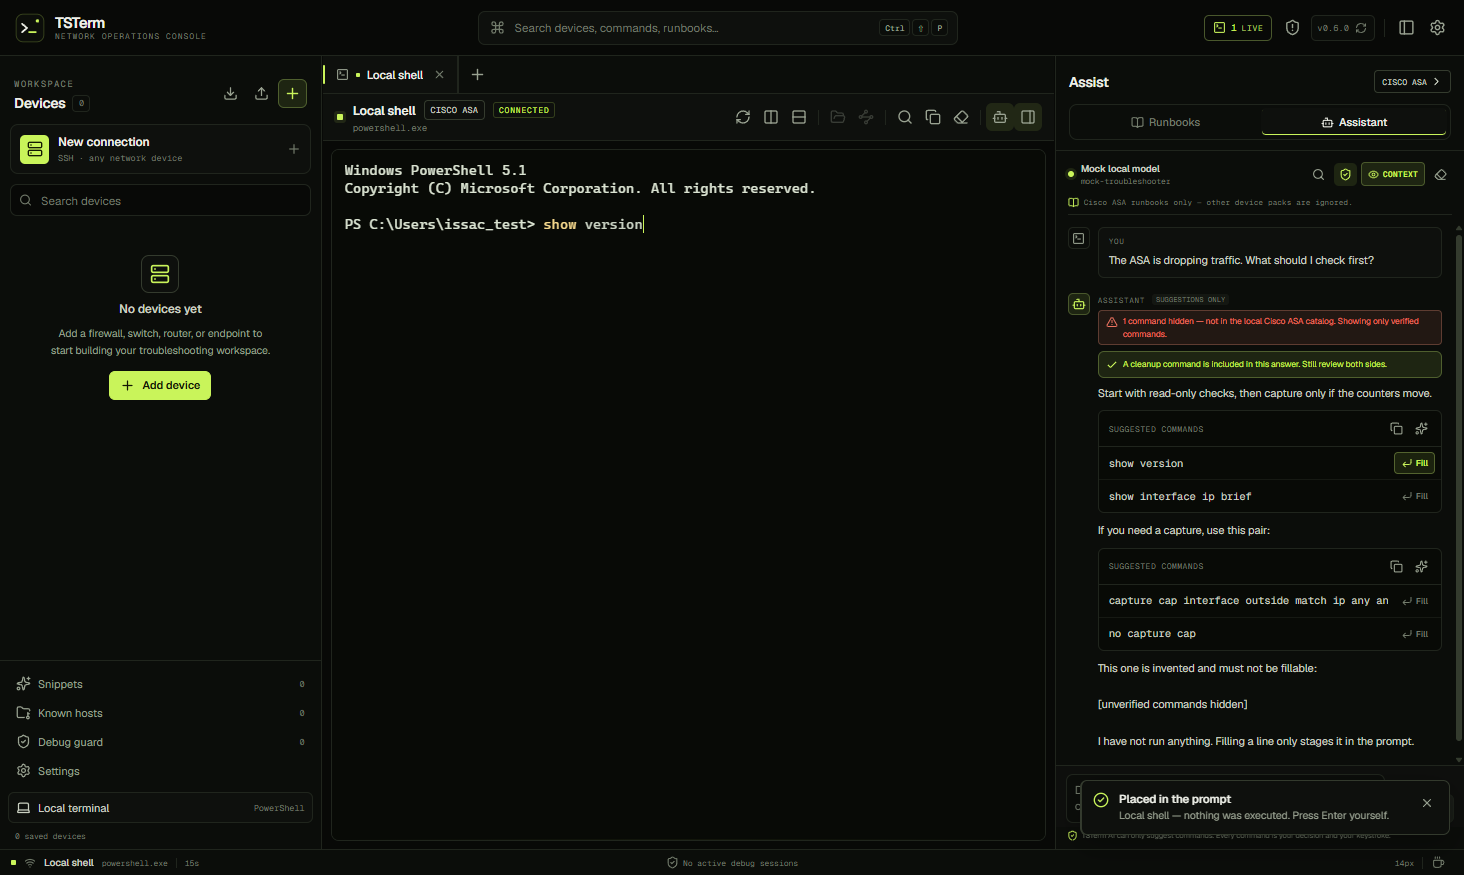 TSTerm
NETWORK OPERATIONS CONSOLE
Search devices, commands, runbooks...
Ctrl ⇧ P
1 LIVE
v0.6.0
WORKSPACE
Devices 0
New connection
SSH · any network device
Search devices
No devices yet
Add a firewall, switch, router, or endpoint to
start building your troubleshooting workspace.
Add device
Snippets 0
Known hosts 0
Debug guard 0
Settings
Local terminal PowerShell
0 saved devices
Local shell
Local shell CISCO ASA CONNECTED
powershell.exe
Windows PowerShell 5.1
Copyright (C) Microsoft Corporation. All rights reserved.
PS C:\Users\issac_test> show version
Assist CISCO ASA
Runbooks Assistant
Mock local model
mock-troubleshooter
CONTEXT
Cisco ASA runbooks only — other device packs are ignored.
YOU
The ASA is dropping traffic. What should I check first?
ASSISTANT SUGGESTIONS ONLY
1 command hidden — not in the local Cisco ASA catalog. Showing only verified
commands.
A cleanup command is included in this answer. Still review both sides.
Start with read-only checks, then capture only if the counters move.
SUGGESTED COMMANDS
show version Fill
show interface ip brief Fill
If you need a capture, use this pair:
SUGGESTED COMMANDS
capture cap interface outside match ip any an Fill
no capture cap Fill
This one is invented and must not be fillable:
[unverified commands hidden]
I have not run anything. Filling a line only stages it in the prompt.
Placed in the prompt
Local shell — nothing was executed. Press Enter yourself.
Local shell powershell.exe 15s
No active debug sessions
14px